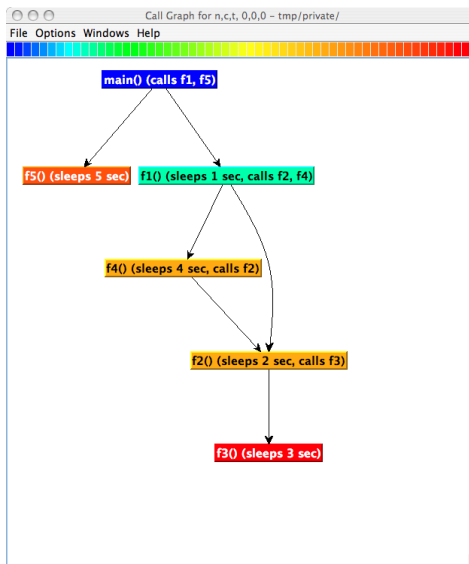 Call Graph for n,c,t, 0,0,0 – tmp/private/
File Options Windows Help
main() (calls f1, f5)
f5() (sleeps 5 sec)
f1() (sleeps 1 sec, calls f2, f4)
f4() (sleeps 4 sec, calls f2)
f2() (sleeps 2 sec, calls f3)
f3() (sleeps 3 sec)